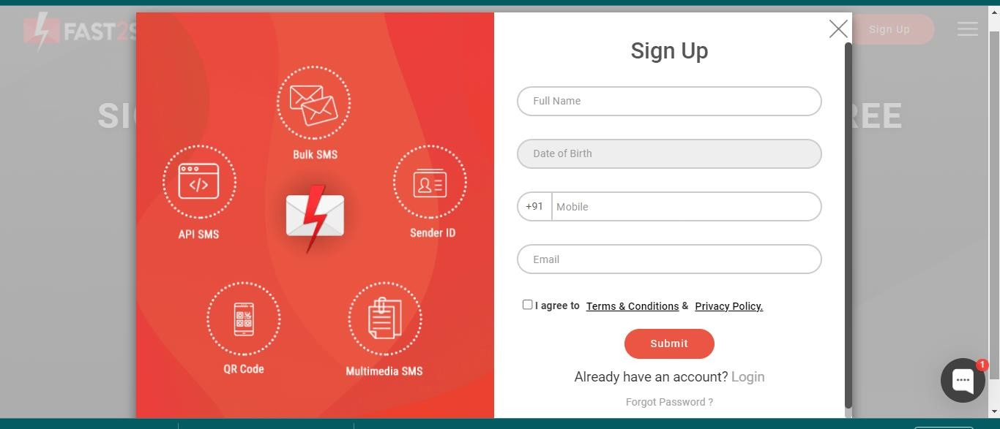 FAST2S
Sign Up
SI
REE
Bulk SMS
API SMS
Sender ID
QR Code
Multimedia SMS
Sign Up
Full Name
Date of Birth
+91 Mobile
Email
I agree to Terms & Conditions & Privacy Policy.
Submit
Already have an account? Login
Forgot Password ?
1